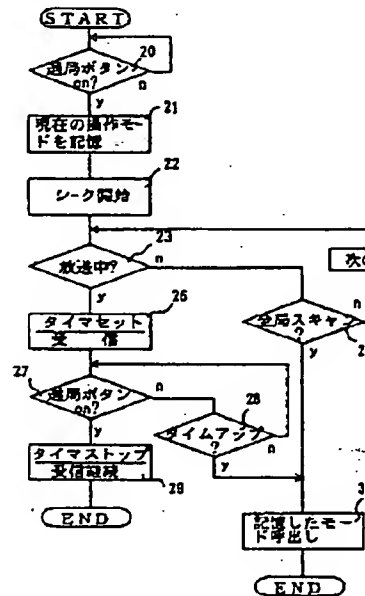 START
20
選局ボタン
on?
n
y
21
現在の操作モー
ドを記憶
22
シーク開始
23
放送中?
n
y
次の
26
タイマセット
受 信
全局スキャン
?
n
2
y
27
選局ボタン
on?
n
y
28
タイムアップ
?
n
y
タイマストップ
受信継続
29
END
3
記憶したモー
ド呼出し
END